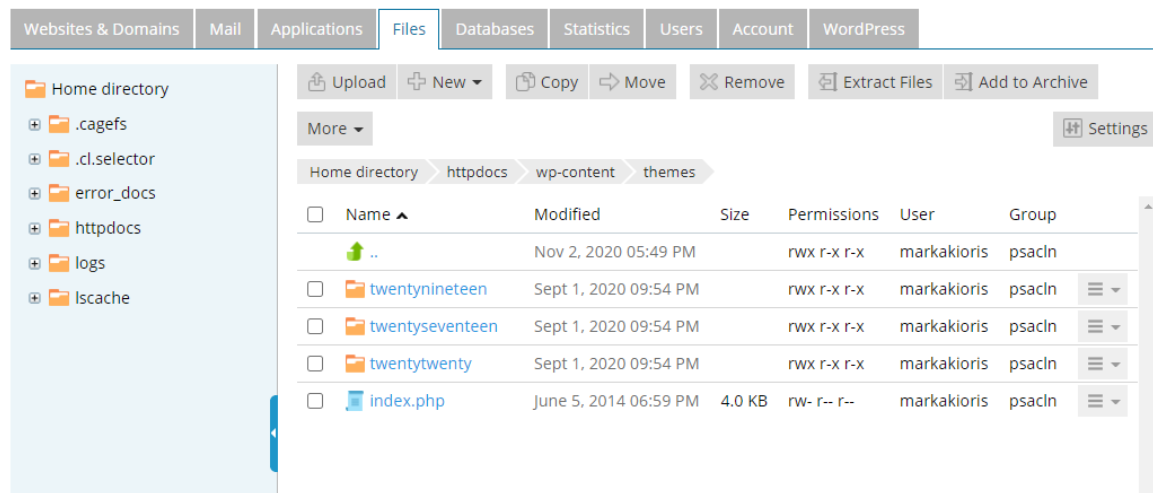 Websites & Domains Mail Applications Files Databases Statistics Users Account WordPress
Home directory
.cagefs
.cl.selector
error_docs
httpdocs
logs
lscache
Upload New Copy Move Remove Extract Files Add to Archive
More Settings
Home directory httpdocs wp-content themes
Name Modified Size Permissions User Group
.. Nov 2, 2020 05:49 PM rwx r-x r-x markakioris psacln
twentynineteen Sept 1, 2020 09:54 PM rwx r-x r-x markakioris psacln
twentyseventeen Sept 1, 2020 09:54 PM rwx r-x r-x markakioris psacln
twentytwenty Sept 1, 2020 09:54 PM rwx r-x r-x markakioris psacln
index.php June 5, 2014 06:59 PM 4.0 KB rw- r-- r-- markakioris psacln